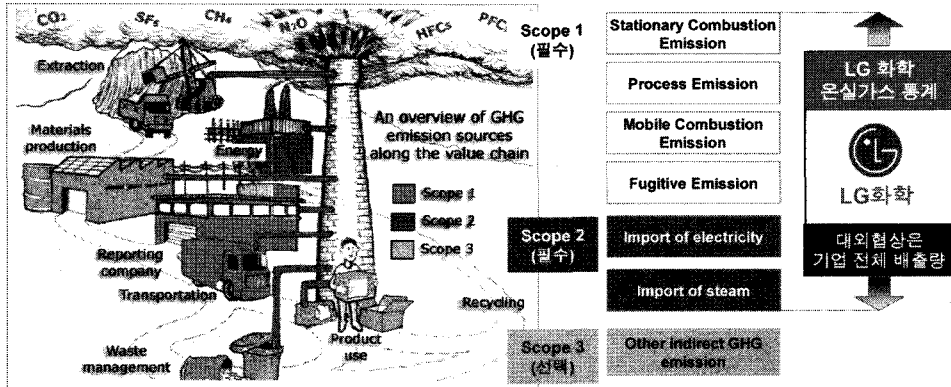 CO₂
SF₅
CH₄
N₂O
HFCs
PFC
Extraction
Materials
production
Energy
An overview of GHG
emission sources
along the value chain
Scope 1
Scope 2
Scope 3
Reporting
company
Transportation
Recycling
Product
use
Waste
management
Scope 1
(필수)
Stationary Combustion
Emission
Process Emission
Mobile Combustion
Emission
Fugitive Emission
Scope 2
(필수)
Import of electricity
Import of steam
Scope 3
(선택)
Other indirect GHG
emission
LG 화학
온실가스 통계
LG화학
대외협상은
기업 전체 배출량